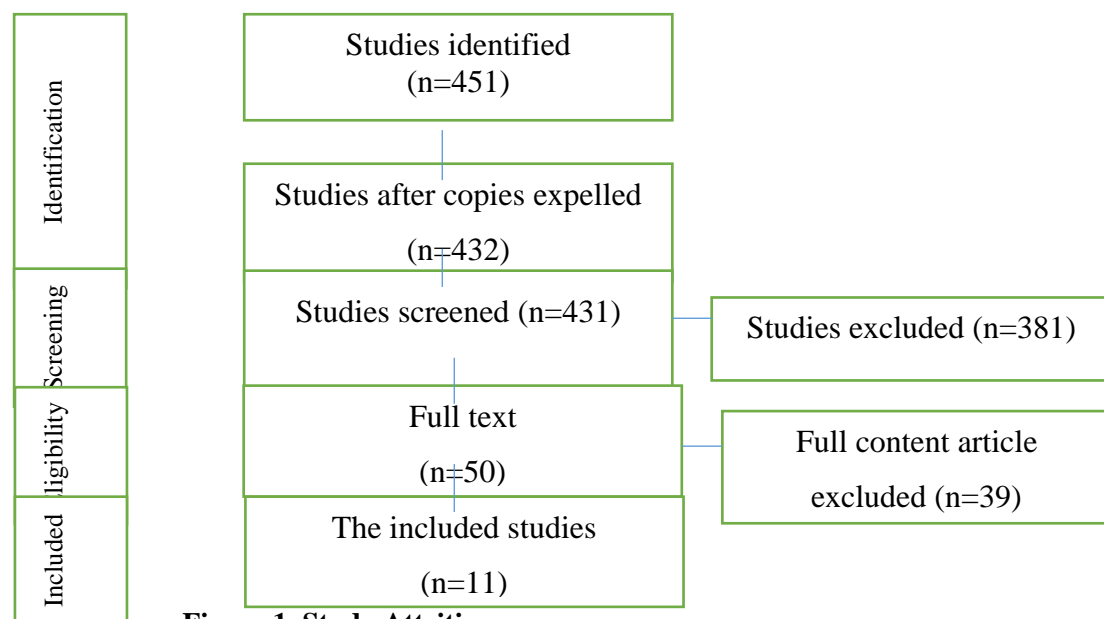 Identification
Studies identified
(n=451)
Studies after copies expelled
(n=432)
Screening
Studies screened (n=431)
Studies excluded (n=381)
Full text
(n=50)
Full content article
excluded (n=39)
Included
The included studies
(n=11)